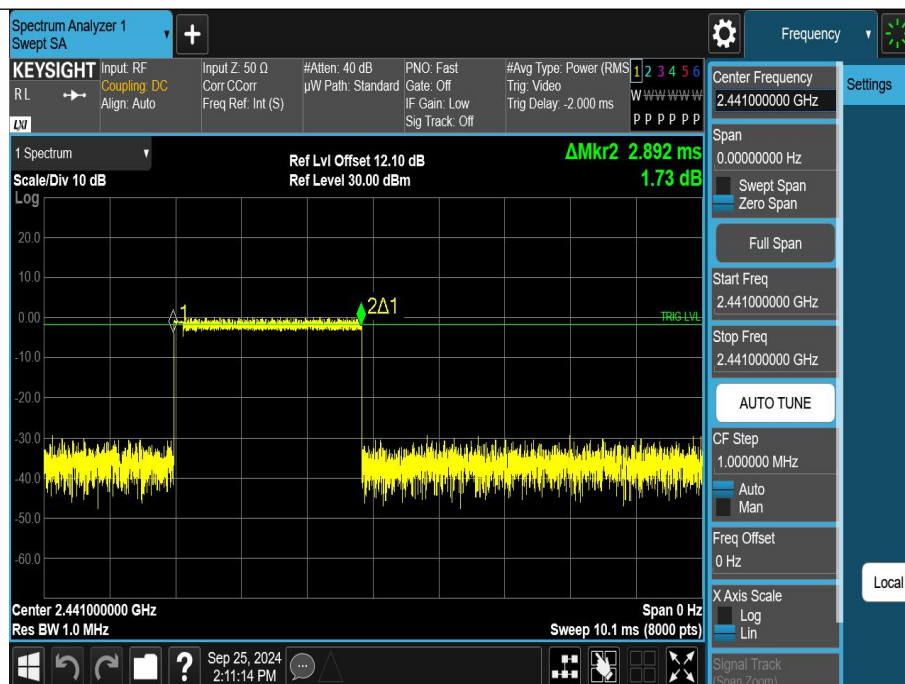 Spectrum Analyzer 1
Swept SA
Frequency
KEYSIGHT
RL
LXI
Input: RF
Coupling: DC
Align: Auto
Input Z: 50 Ω
Corr CCorr
Freq Ref: Int (S)
#Atten: 40 dB
µW Path: Standard
PNO: Fast
Gate: Off
IF Gain: Low
Sig Track: Off
#Avg Type: Power (RMS
Trig: Video
Trig Delay: -2.000 ms
1 2 3 4 5 6
W W W W W W
P P P P P P
1 Spectrum
Scale/Div 10 dB
Log
Ref Lvl Offset 12.10 dB
Ref Level 30.00 dBm
ΔMkr2 2.892 ms
1.73 dB
20.0
10.0
0.00
-10.0
-20.0
-30.0
-40.0
-50.0
-60.0
1
2Δ1
TRIG LVL
Center 2.441000000 GHz
Res BW 1.0 MHz
Span 0 Hz
Sweep 10.1 ms (8000 pts)
Sep 25, 2024
2:11:14 PM
Center Frequency
2.441000000 GHz
Span
0.00000000 Hz
Swept Span
Zero Span
Full Span
Start Freq
2.441000000 GHz
Stop Freq
2.441000000 GHz
AUTO TUNE
CF Step
1.000000 MHz
Auto
Man
Freq Offset
0 Hz
X Axis Scale
Log
Lin
Signal Track
(Span Zoom)
Settings
Local